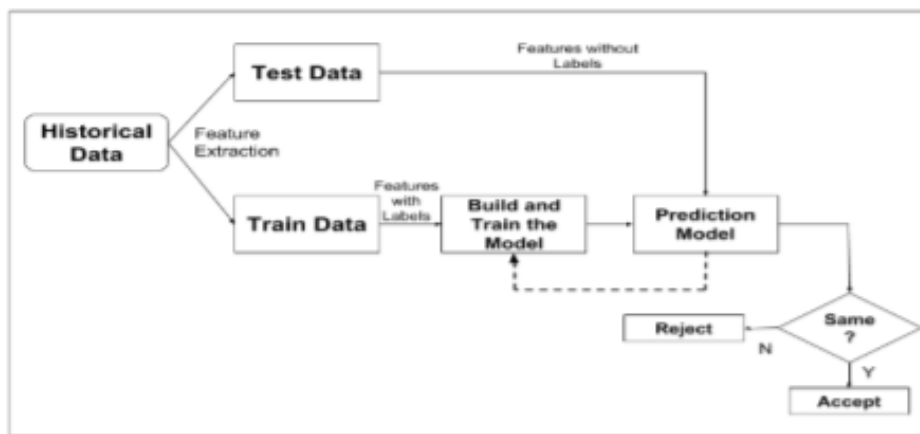 Features without
Labels
Test Data
Historical
Data
Feature
Extraction
Features
with
Labels
Train Data
Build and
Train the
Model
Prediction
Model
Same
?
Reject
N
Y
Accept